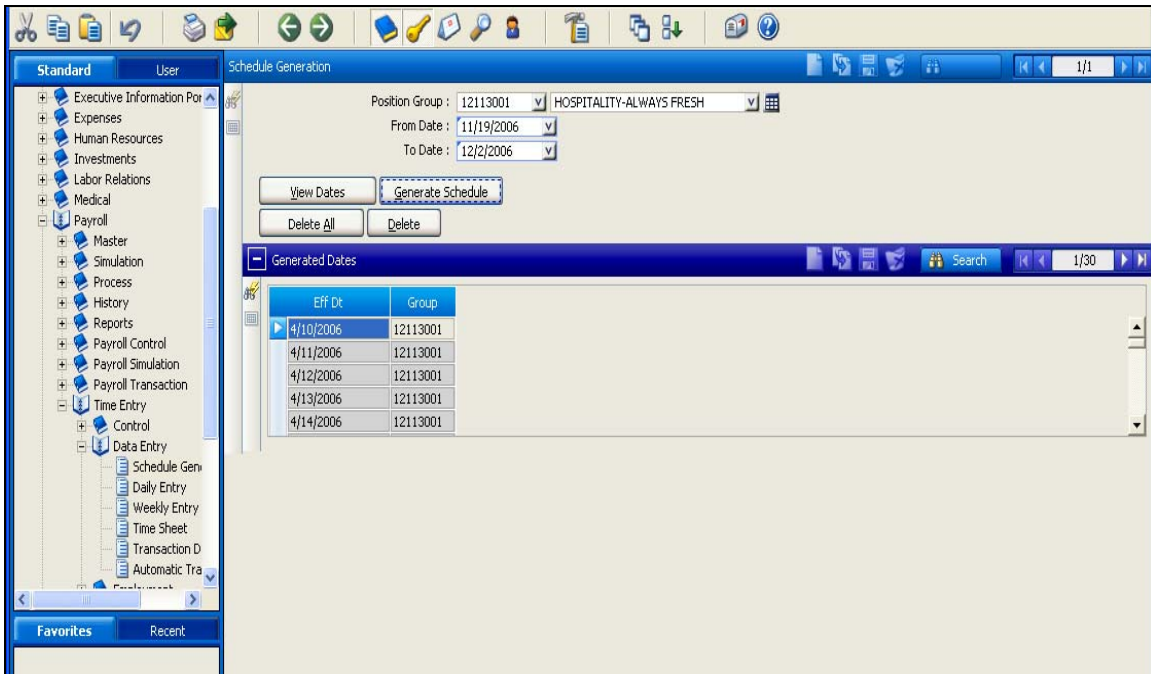 Standard User
Executive Information Por
Expenses
Human Resources
Investments
Labor Relations
Medical
Payroll
Master
Simulation
Process
History
Reports
Payroll Control
Payroll Simulation
Payroll Transaction
Time Entry
Control
Data Entry
Schedule Gen
Daily Entry
Weekly Entry
Time Sheet
Transaction D
Automatic Tra
Favorites Recent
Schedule Generation 1/1
Position Group : 12113001 HOSPITALITY-ALWAYS FRESH
From Date : 11/19/2006
To Date : 12/2/2006
View Dates Generate Schedule
Delete All Delete
Generated Dates Search 1/30
Eff Dt Group
4/10/2006 12113001
4/11/2006 12113001
4/12/2006 12113001
4/13/2006 12113001
4/14/2006 12113001